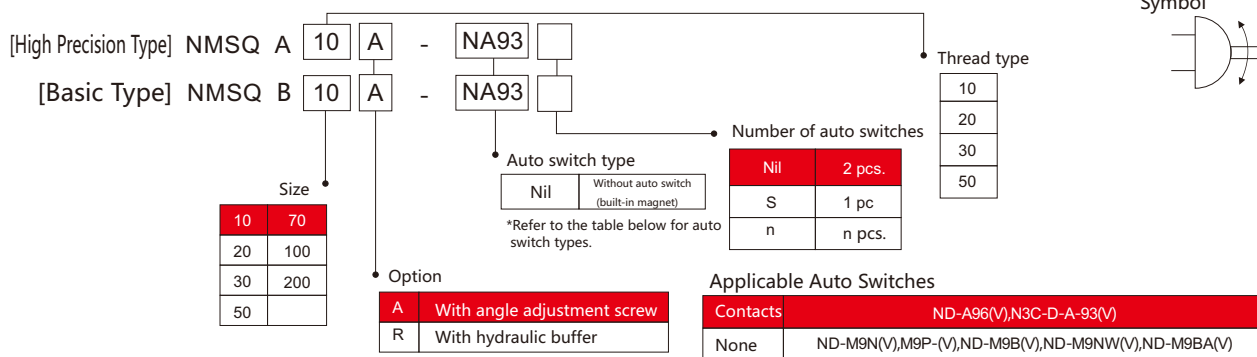 Symbol
[High Precision Type] NMSQ A 10 A - NA93
[Basic Type] NMSQ B 10 A - NA93
Thread type
10
20
30
50
Number of auto switches
Nil 2 pcs.
S 1 pc
n n pcs.
Auto switch type
Nil Without auto switch
(built-in magnet)
*Refer to the table below for auto
switch types.
Size
10 70
20 100
30 200
50
Option
A With angle adjustment screw
R With hydraulic buffer
Applicable Auto Switches
Contacts ND-A96(V),N3C-D-A-93(V)
None ND-M9N(V),M9P-(V),ND-M9B(V),ND-M9NW(V),ND-M9BA(V)